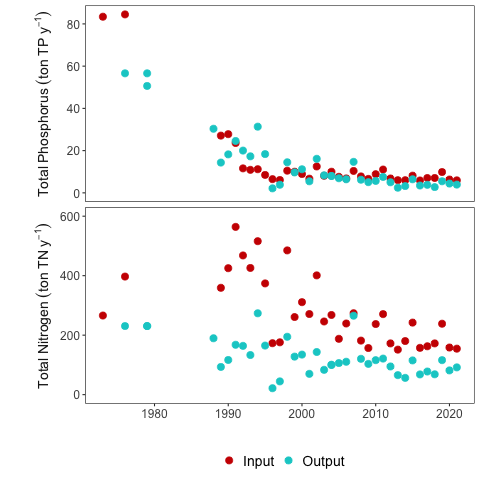 Total Phosphorus (ton TP y⁻¹)
80
60
40
20
0
Total Nitrogen (ton TN y⁻¹)
600
400
200
0
1980 1990 2000 2010 2020
Input Output